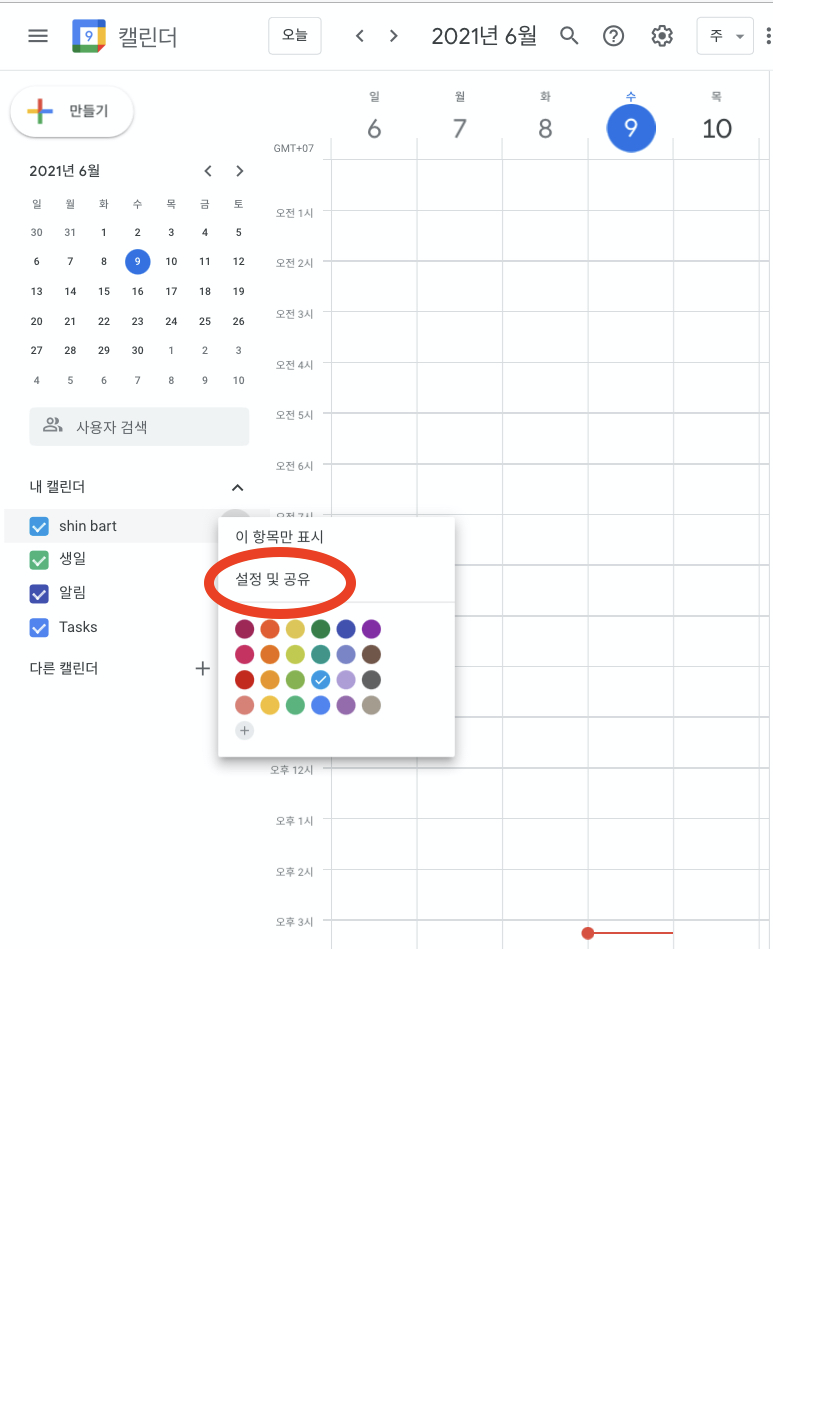 9 캘린더 오늘 2021년 6월 주
만들기
일 월 화 수 목
6 7 8 9 10
GMT+07
2021년 6월
일 월 화 수 목 금 토
30 31 1 2 3 4 5
6 7 8 9 10 11 12
13 14 15 16 17 18 19
20 21 22 23 24 25 26
27 28 29 30 1 2 3
4 5 6 7 8 9 10
사용자 검색
내 캘린더
shin bart
생일
알림
Tasks
다른 캘린더
이 항목만 표시
설정 및 공유
오전 1시
오전 2시
오전 3시
오전 4시
오전 5시
오전 6시
오전 7시
오후 12시
오후 1시
오후 2시
오후 3시